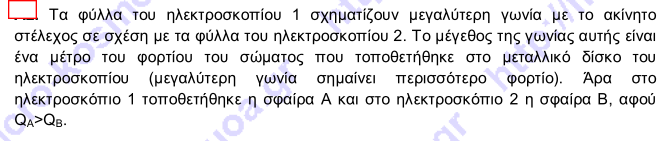 Τα φύλλα του ηλεκτροσκοπίου 1 σχηματίζουν μεγαλύτερη γωνία με το ακίνητο
στέλεχος σε σχέση με τα φύλλα του ηλεκτροσκοπίου 2. Το μέγεθος της γωνίας αυτής είναι
ένα μέτρο του φορτίου του σώματος που τοποθετήθηκε στο μεταλλικό δίσκο του
ηλεκτροσκοπίου (μεγαλύτερη γωνία σημαίνει περισσότερο φορτίο). Άρα στο
ηλεκτροσκόπιο 1 τοποθετήθηκε η σφαίρα Α και στο ηλεκτροσκόπιο 2 η σφαίρα Β, αφού
Q_A>Q_B.